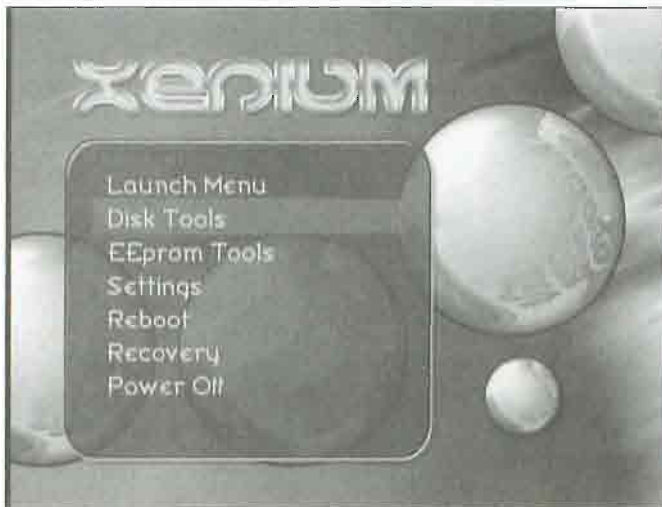 XENIUM
Launch Menu
Disk Tools
EEprom Tools
Settings
Reboot
Recovery
Power Off